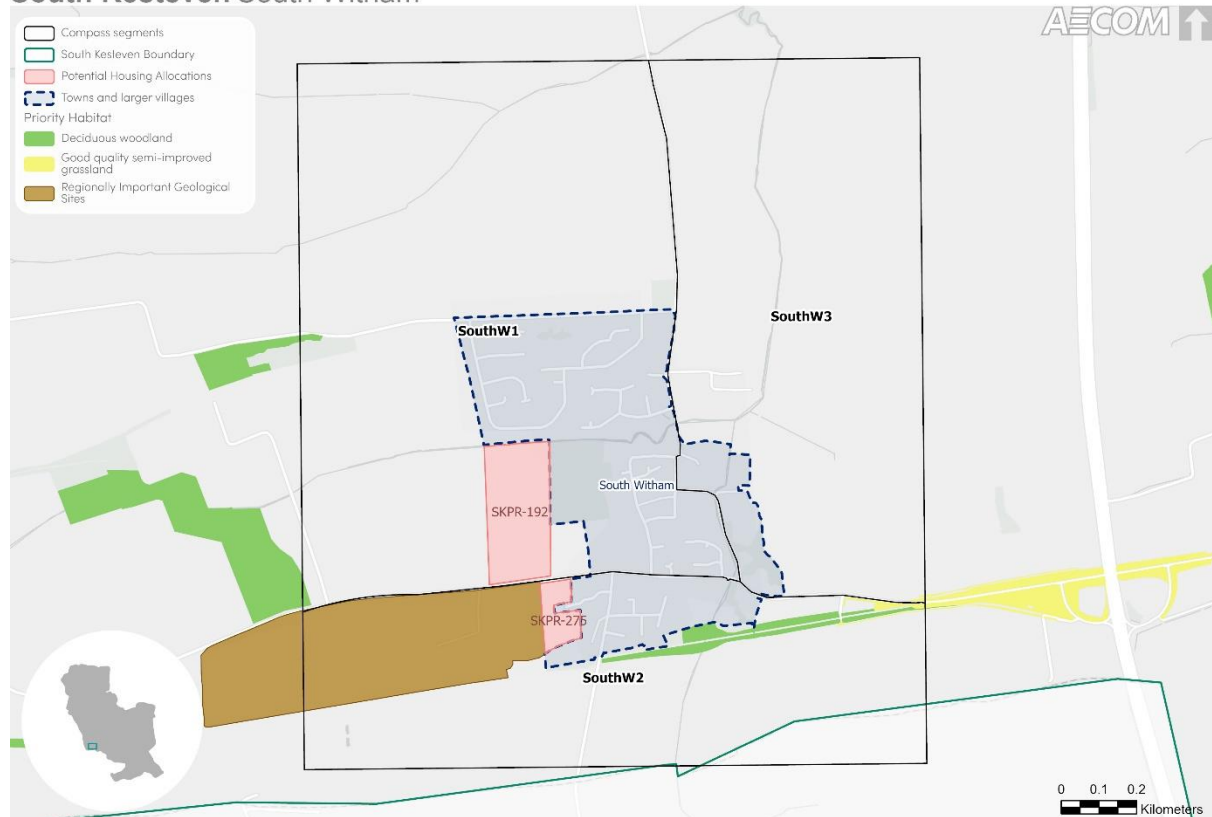 South Kesteven South Witham
AECOM
Compass segments
South Kesteven Boundary
Potential Housing Allocations
Towns and larger villages
Priority Habitat
Deciduous woodland
Good quality semi-improved
grassland
Regionally Important Geological
Sites
SouthW1
SouthW3
South Witham
SKPR-192
SKPR-275
SouthW2
0 0.1 0.2
Kilometers